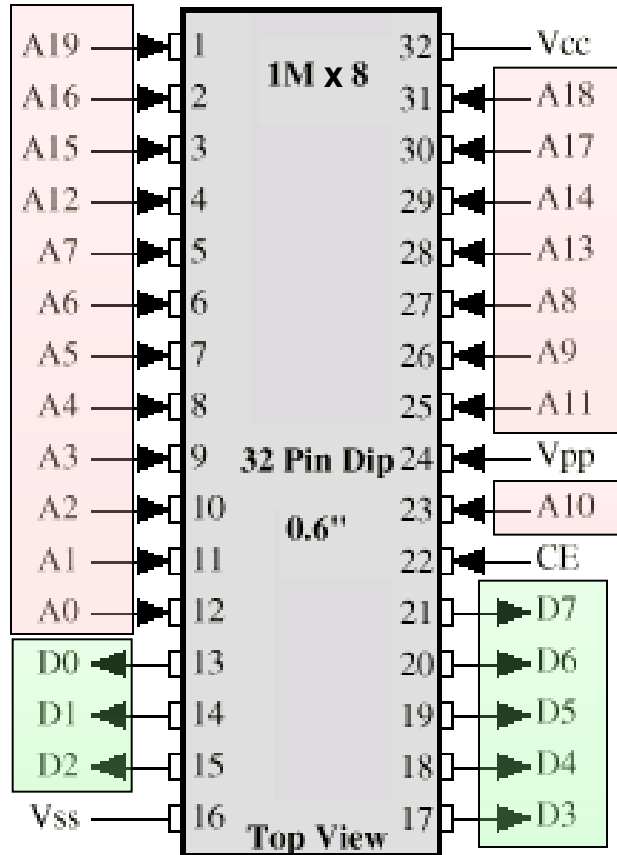 A19 1 32 Vcc
1M x 8
A16 2 31 A18
A15 3 30 A17
A12 4 29 A14
A7 5 28 A13
A6 6 27 A8
A5 7 26 A9
A4 8 25 A11
A3 9 32 Pin Dip 24 Vpp
A2 10 23 A10
0.6"
A1 11 22 CE
A0 12 21 D7
D0 13 20 D6
D1 14 19 D5
D2 15 18 D4
Vss 16 17 D3
Top View